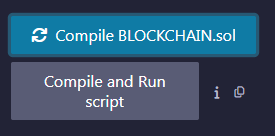 Compile BLOCKCHAIN.sol
Compile and Run
script